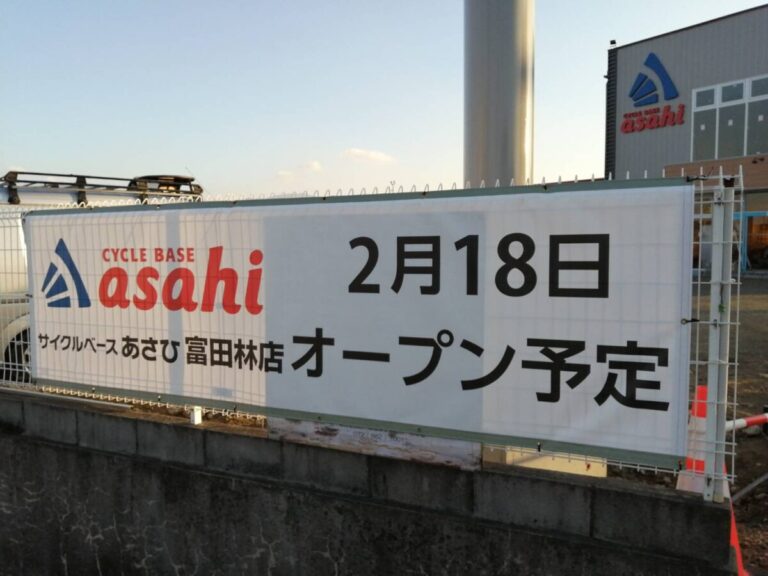 CYCLE BASE
asahi
CYCLE BASE
asahi
2月18日
サイクルベース あさひ 富田林店 オープン予定